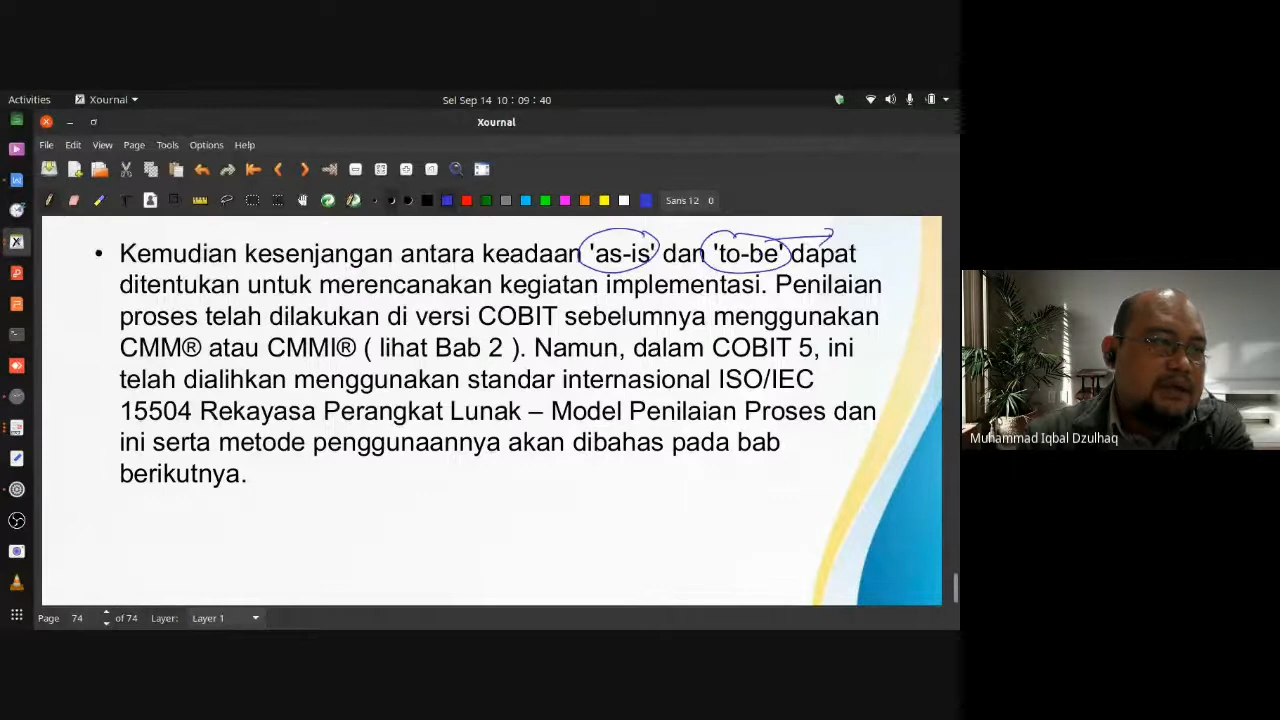 Activities Xournal Sel Sep 14 10 : 09 : 40
Xournal
File Edit View Page Tools Options Help
Sans 12 0
• Kemudian kesenjangan antara keadaan 'as-is' dan 'to-be' dapat
ditentukan untuk merencanakan kegiatan implementasi. Penilaian
proses telah dilakukan di versi COBIT sebelumnya menggunakan
CMM® atau CMMI® ( lihat Bab 2 ). Namun, dalam COBIT 5, ini
telah dialihkan menggunakan standar internasional ISO/IEC
15504 Rekayasa Perangkat Lunak – Model Penilaian Proses dan
ini serta metode penggunaannya akan dibahas pada bab
berikutnya.
Muhammad Iqbal Dzulhaq
Page 74 of 74 Layer: Layer 1